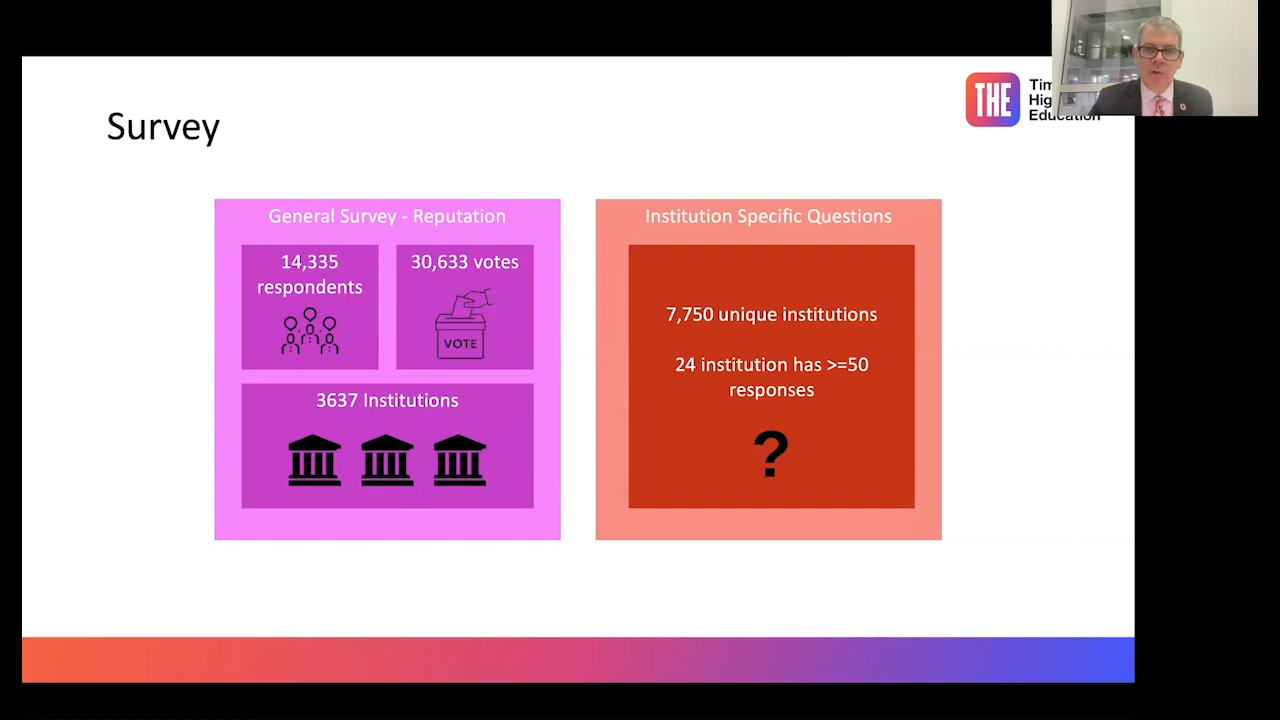 Survey
THE
Education
General Survey - Reputation
14,335
respondents
30,633 votes
VOTE
3637 Institutions
Institution Specific Questions
7,750 unique institutions
24 institution has >=50
responses
?